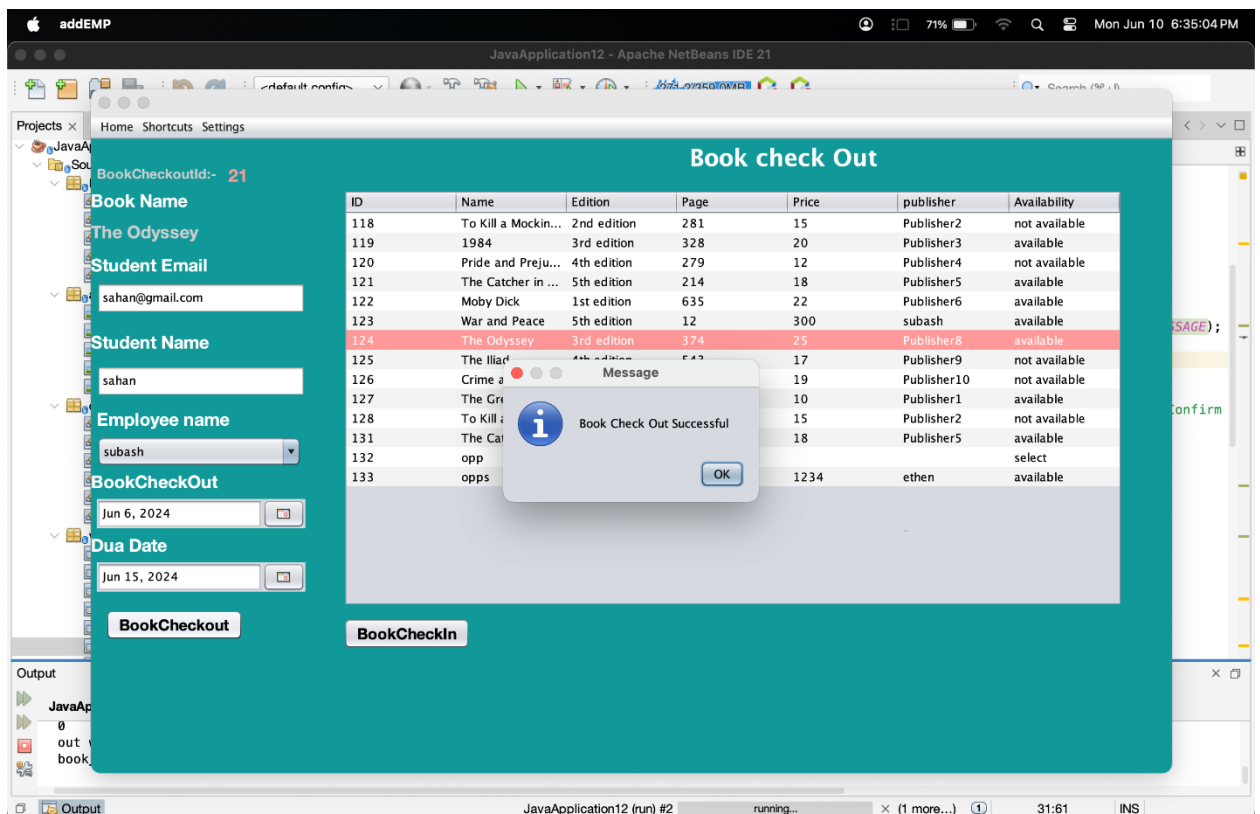 addEMP 71% Mon Jun 10 6:35:04 PM
JavaApplication12 - Apache NetBeans IDE 21
<default config>
Projects
Home Shortcuts Settings
Book check Out
BookCheckoutId:- 21
Book Name
The Odyssey
Student Email
sahan@gmail.com
Student Name
sahan
Employee name
subash
BookCheckOut
Jun 6, 2024
Dua Date
Jun 15, 2024
BookCheckout
ID Name Edition Page Price publisher Availability
118 To Kill a Mockin... 2nd edition 281 15 Publisher2 not available
119 1984 3rd edition 328 20 Publisher3 available
120 Pride and Preju... 4th edition 279 12 Publisher4 not available
121 The Catcher in ... 5th edition 214 18 Publisher5 available
122 Moby Dick 1st edition 635 22 Publisher6 available
123 War and Peace 5th edition 12 300 subash available
124 The Odyssey 3rd edition 374 25 Publisher8 available
125 The Iliad 17 Publisher9 not available
126 Crime 19 Publisher10 not available
127 The 10 Publisher1 available
128 To Kill 15 Publisher2 not available
131 The 18 Publisher5 available
132 opp select
133 opps 1234 ethen available
Message
Book Check Out Successful
OK
BookCheckIn
SSAGE);
Confirm
Output
JavaAp
0
out
book_
Output JavaApplication12 (run) #2 running... (1 more...) 1 31:61 INS